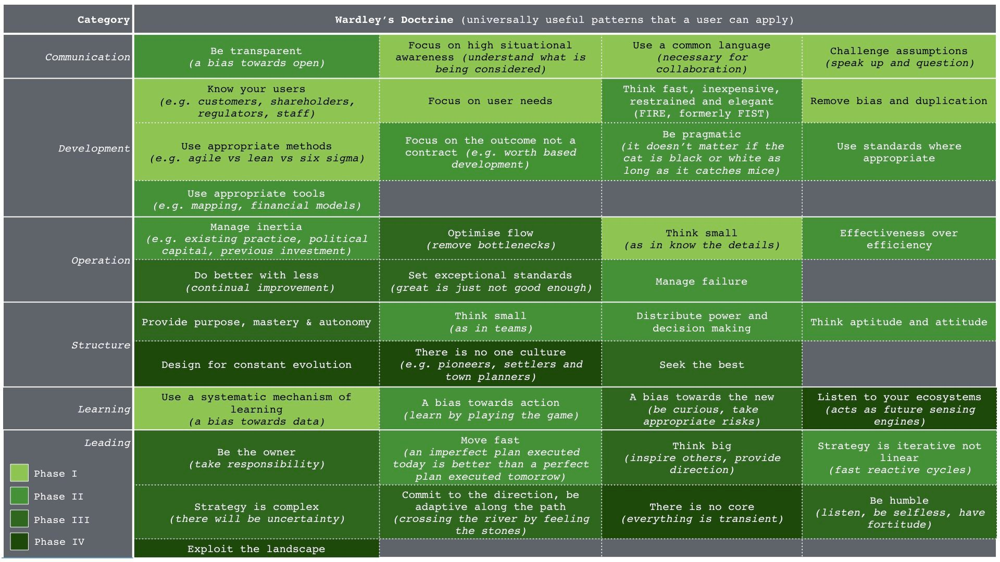 Category
Wardley’s Doctrine (universally useful patterns that a user can apply)
Communication
Be transparent
(a bias towards open)
Focus on high situational
awareness (understand what is
being considered)
Use a common language
(necessary for
collaboration)
Challenge assumptions
(speak up and question)
Development
Know your users
(e.g. customers, shareholders,
regulators, staff)
Focus on user needs
Think fast, inexpensive,
restrained and elegant
(FIRE, formerly FIST)
Remove bias and duplication
Use appropriate methods
(e.g. agile vs lean vs six sigma)
Focus on the outcome not a
contract (e.g. worth based
development)
Be pragmatic
(it doesn’t matter if the
cat is black or white as
long as it catches mice)
Use standards where
appropriate
Use appropriate tools
(e.g. mapping, financial models)
Operation
Manage inertia
(e.g. existing practice, political
capital, previous investment)
Optimise flow
(remove bottlenecks)
Think small
(as in know the details)
Effectiveness over
efficiency
Do better with less
(continual improvement)
Set exceptional standards
(great is just not good enough)
Manage failure
Structure
Provide purpose, mastery & autonomy
Think small
(as in teams)
Distribute power and
decision making
Think aptitude and attitude
Design for constant evolution
There is no one culture
(e.g. pioneers, settlers and
town planners)
Seek the best
Learning
Use a systematic mechanism of
learning
(a bias towards data)
A bias towards action
(learn by playing the game)
A bias towards the new
(be curious, take
appropriate risks)
Listen to your ecosystems
(acts as future sensing
engines)
Leading
Be the owner
(take responsibility)
Move fast
(an imperfect plan executed
today is better than a perfect
plan executed tomorrow)
Think big
(inspire others, provide
direction)
Strategy is iterative not
linear
(fast reactive cycles)
Strategy is complex
(there will be uncertainty)
Commit to the direction, be
adaptive along the path
(crossing the river by feeling
the stones)
There is no core
(everything is transient)
Be humble
(listen, be selfless, have
fortitude)
Exploit the landscape
Phase I
Phase II
Phase III
Phase IV